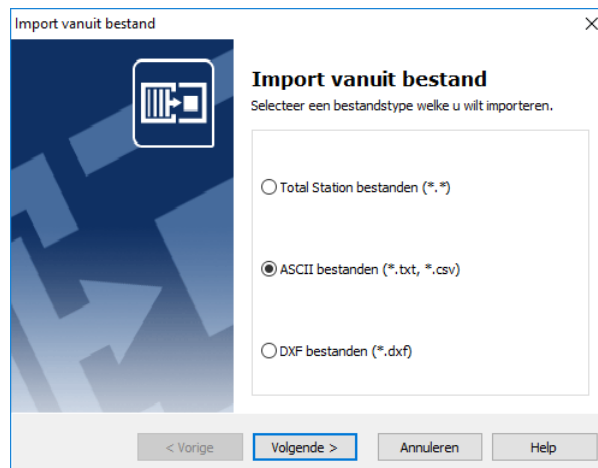 Import vanuit bestand
Import vanuit bestand
Selecteer een bestandstype welke u wilt importeren.
Total Station bestanden (*.*)
ASCII bestanden (*.txt, *.csv)
DXF bestanden (*.dxf)
< Vorige Volgende > Annuleren Help